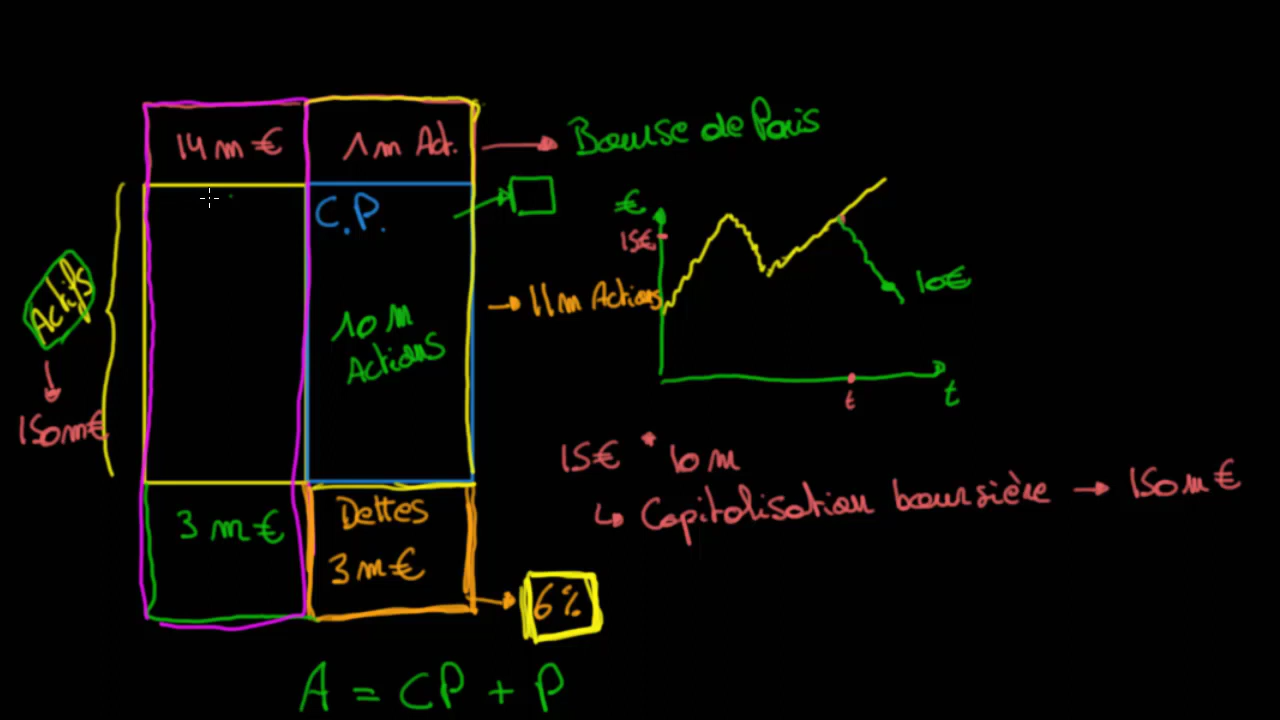 14 m €
1 m Act.
Bourse de Paris
C.P.
€
15€
Actifs
11 m Actions
10€
10 m
Actions
t
t
150 m €
15€ * 10 m
Capitalisation boursière → 150 m €
3 m €
Dettes
3 m €
6%
A = CP + P